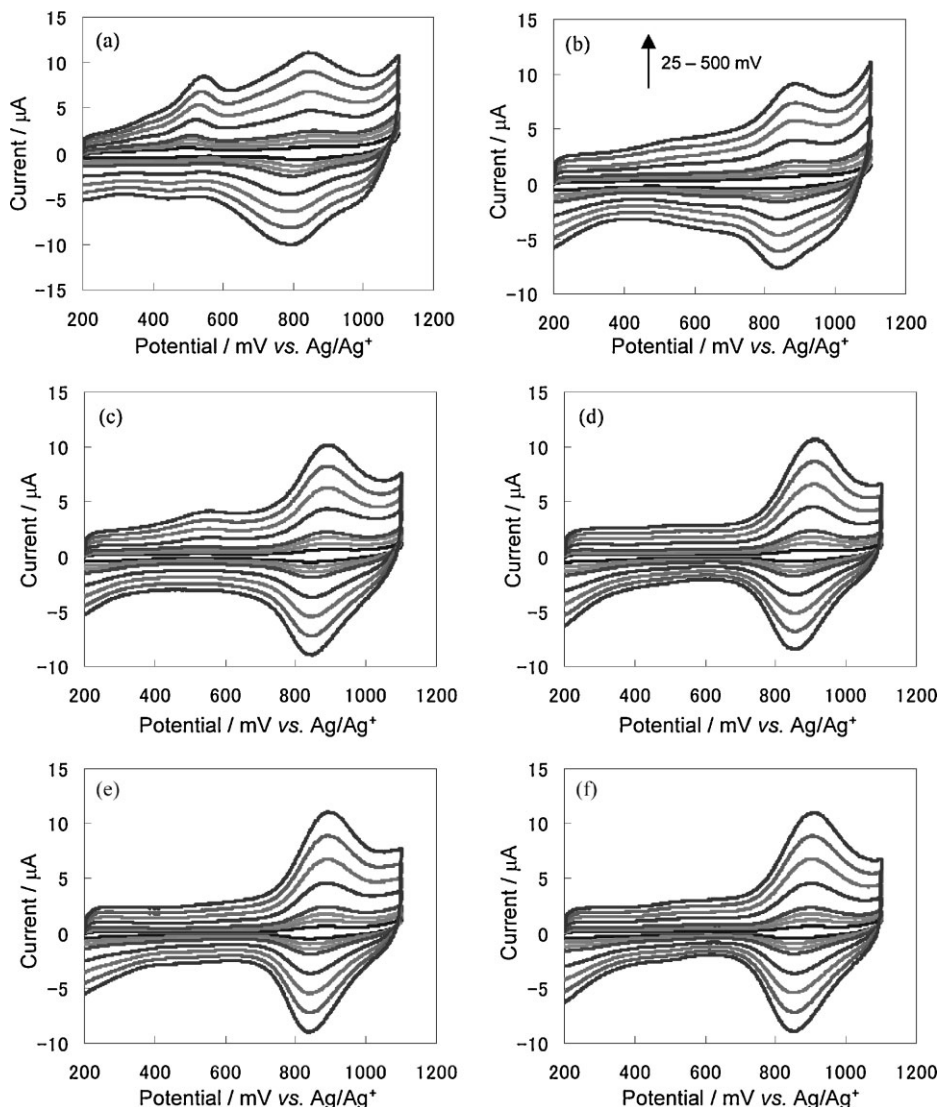 (a)
15
10
5
0
−5
−10
−15
Current / μA
200 400 600 800 1000 1200
Potential / mV vs. Ag/Ag⁺
(b)
25 – 500 mV
15
10
5
0
−5
−10
Current / μA
200 400 600 800 1000 1200
Potential / mV vs. Ag/Ag⁺
(c)
15
10
5
0
−5
−10
Current / μA
200 400 600 800 1000 1200
Potential / mV vs. Ag/Ag⁺
(d)
15
10
5
0
−5
−10
Current / μA
200 400 600 800 1000 1200
Potential / mV vs. Ag/Ag⁺
(e)
15
10
5
0
−5
−10
Current / μA
200 400 600 800 1000 1200
Potential / mV vs. Ag/Ag⁺
(f)
15
10
5
0
−5
−10
Current / μA
200 400 600 800 1000 1200
Potential / mV vs. Ag/Ag⁺